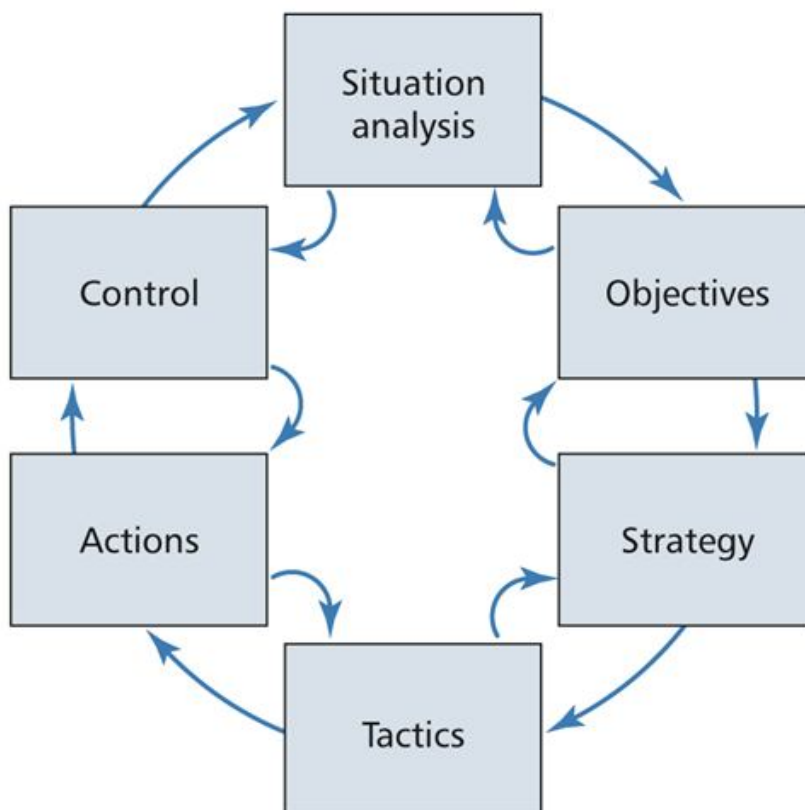 Situation
analysis
Objectives
Strategy
Tactics
Actions
Control